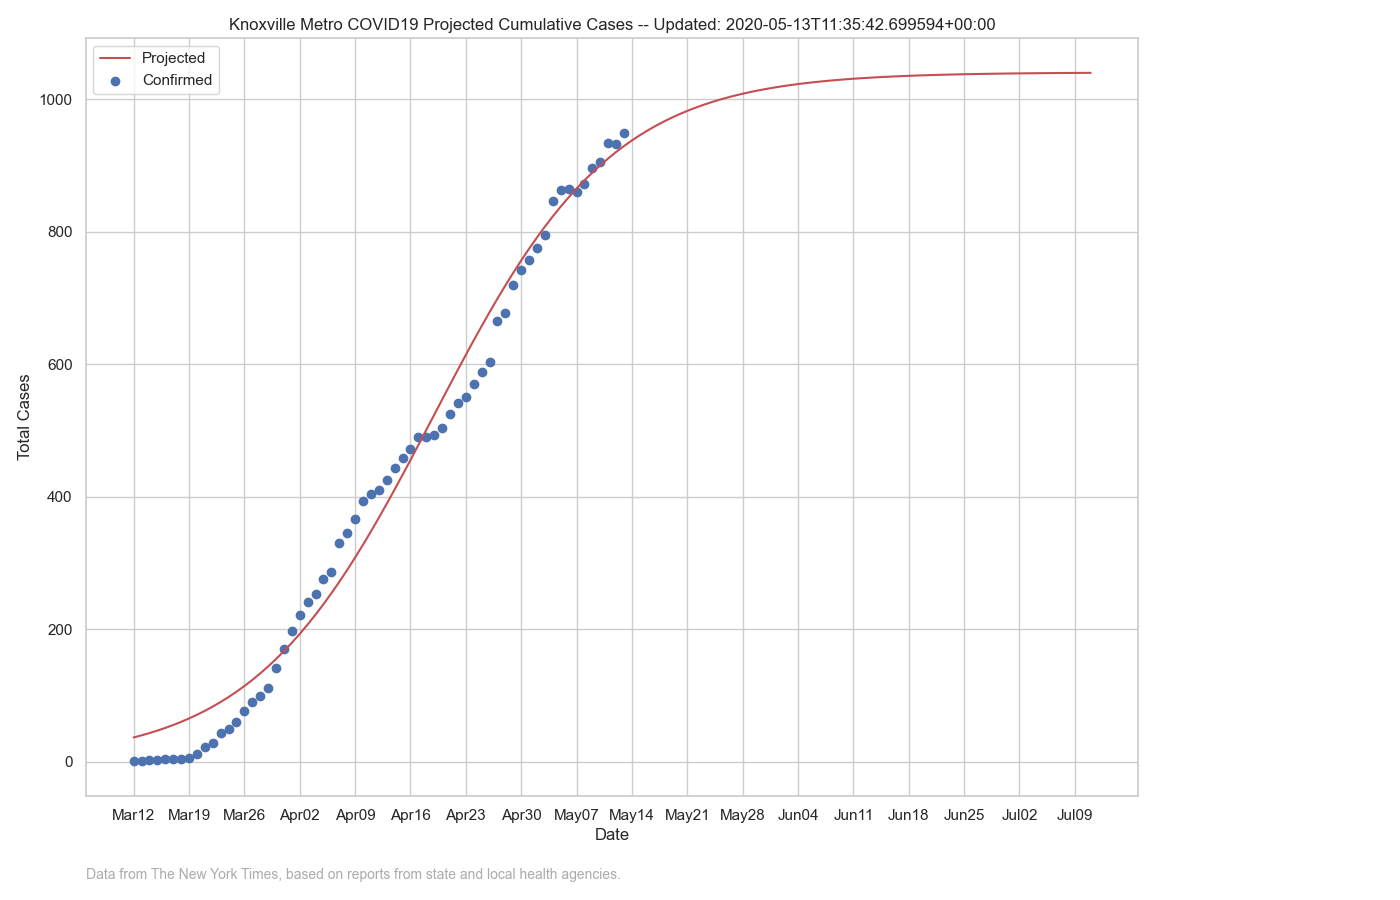 Knoxville Metro COVID19 Projected Cumulative Cases -- Updated: 2020-05-13T11:35:42.699594+00:00
Projected
Confirmed
1000
800
600
400
200
0
Total Cases
Mar12 Mar19 Mar26 Apr02 Apr09 Apr16 Apr23 Apr30 May07 May14 May21 May28 Jun04 Jun11 Jun18 Jun25 Jul02 Jul09
Date
Data from The New York Times, based on reports from state and local health agencies.